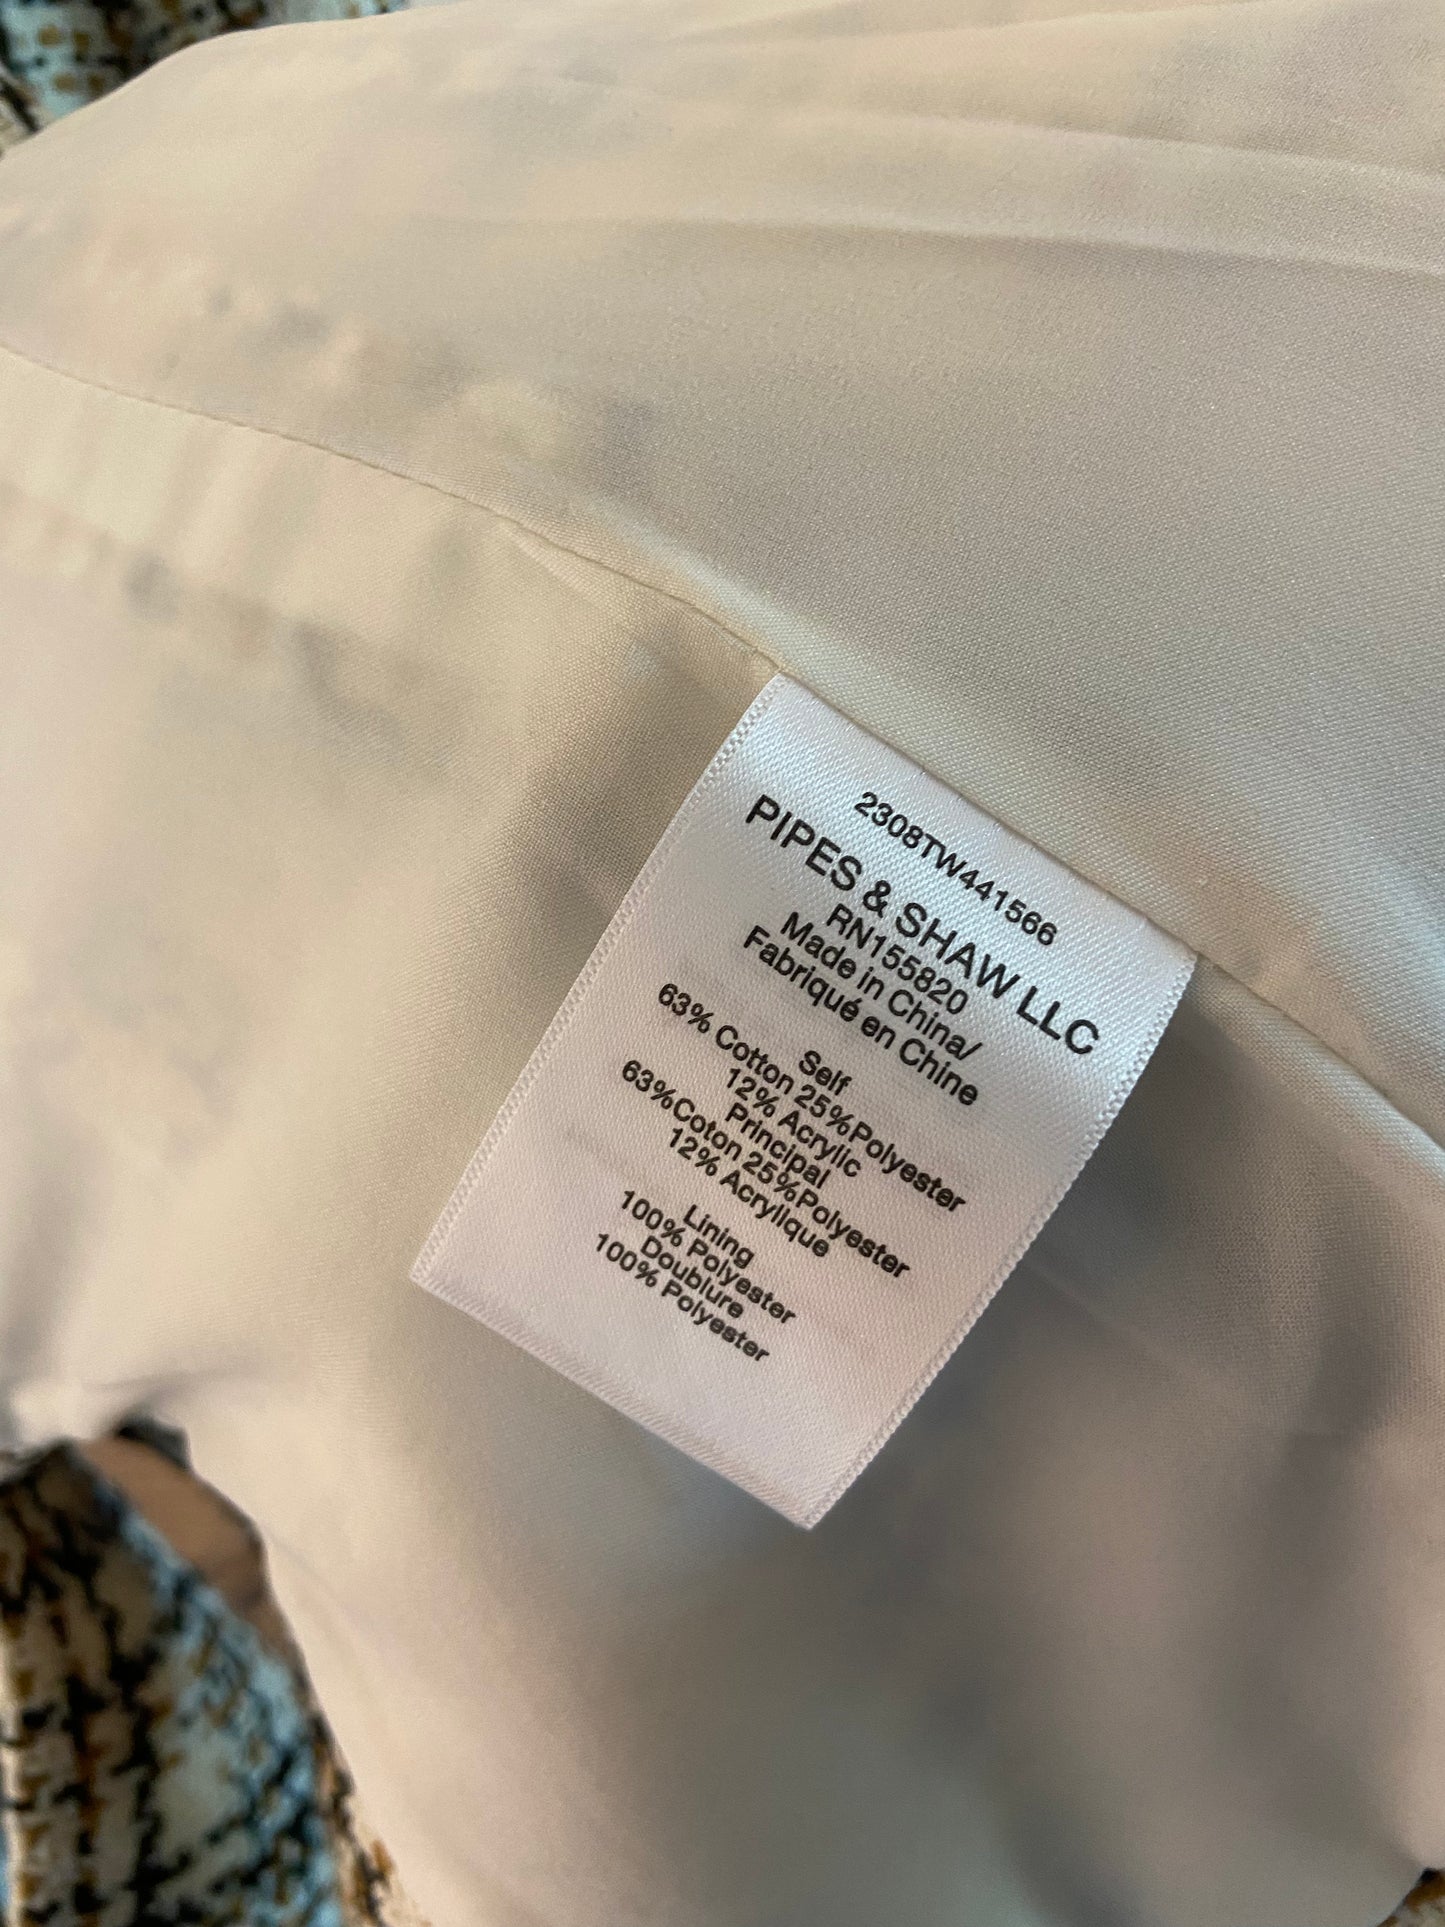 2308TW441566
PIPES & SHAW LLC
RN155820
Made in China/
Fabriqué en Chine
Self
63% Cotton 25%Polyester
12% Acrylic
Principal
63%Coton 25%Polyester
12% Acryllque
Lining
100% Polyester
Doublure
100% Polyester